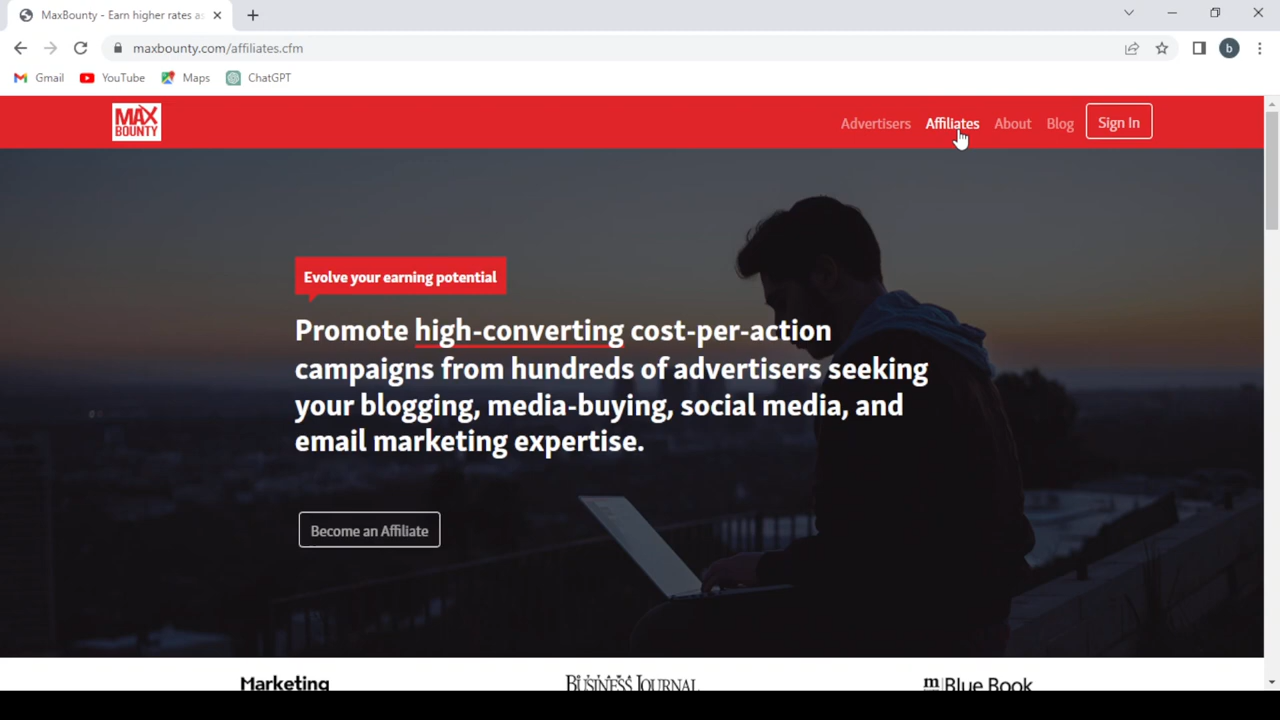 MaxBounty - Earn higher rates as
maxbounty.com/affiliates.cfm
b
Gmail
YouTube
Maps
ChatGPT
MAX
BOUNTY
Advertisers
Affiliates
About
Blog
Sign In
Evolve your earning potential
Promote high-converting cost-per-action
campaigns from hundreds of advertisers seeking
your blogging, media-buying, social media, and
email marketing expertise.
Become an Affiliate
Marketing
BUSINESS JOURNAL
m|Blue Book